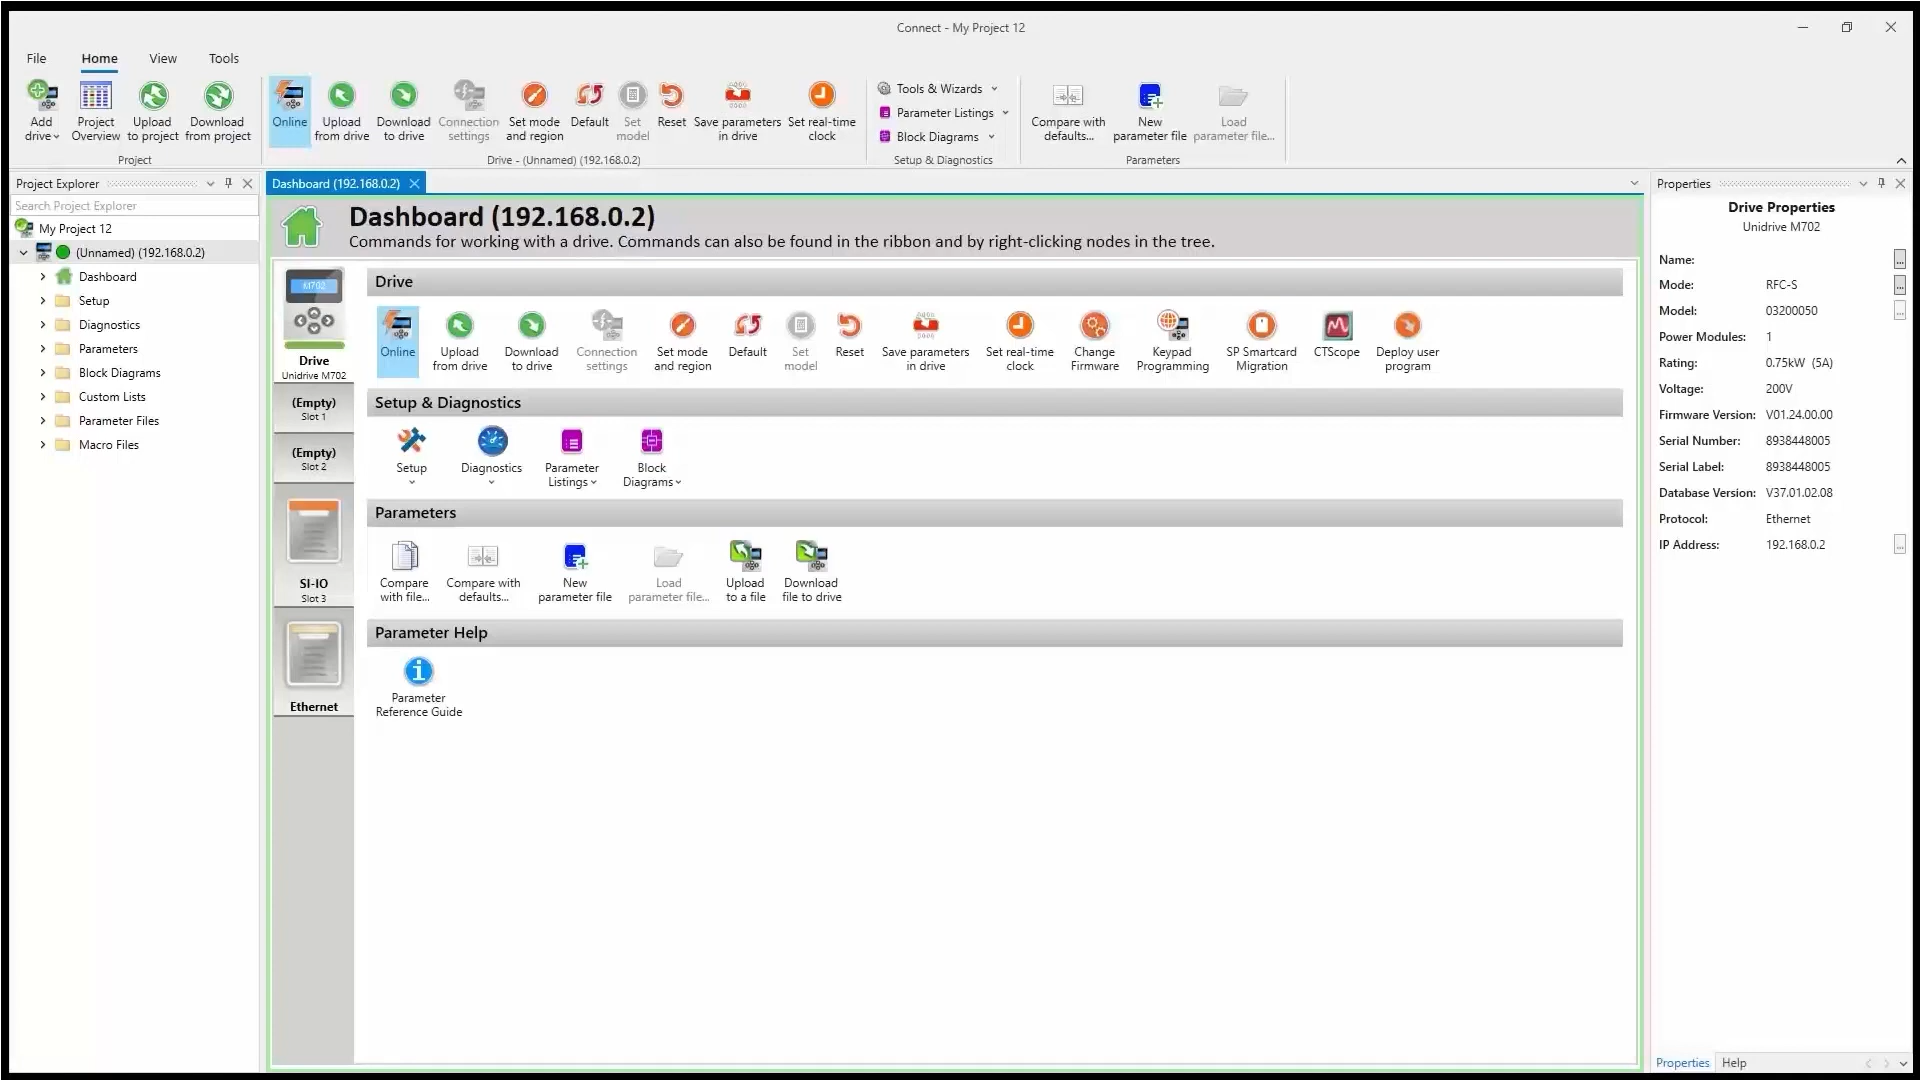 Connect - My Project 12
File Home View Tools
Add drive
Project Overview
Upload to project
Download from project
Project
Online
Upload from drive
Download to drive
Connection settings
Set mode and region
Default
Set model
Reset
Save parameters in drive
Set real-time clock
Drive - (Unnamed) (192.168.0.2)
Tools & Wizards
Parameter Listings
Block Diagrams
Setup & Diagnostics
Compare with defaults...
New parameter file
Load parameter file...
Parameters
Project Explorer
Search Project Explorer
My Project 12
(Unnamed) (192.168.0.2)
Dashboard
Setup
Diagnostics
Parameters
Block Diagrams
Custom Lists
Parameter Files
Macro Files
Dashboard (192.168.0.2)
Dashboard (192.168.0.2)
Commands for working with a drive. Commands can also be found in the ribbon and by right-clicking nodes in the tree.
M702
Drive
Unidrive M702
(Empty)
Slot 1
(Empty)
Slot 2
SI-IO
Slot 3
Ethernet
Drive
Online
Upload from drive
Download to drive
Connection settings
Set mode and region
Default
Set model
Reset
Save parameters in drive
Set real-time clock
Change Firmware
Keypad Programming
SP Smartcard Migration
CTScope
Deploy user program
Setup & Diagnostics
Setup
Diagnostics
Parameter Listings
Block Diagrams
Parameters
Compare with file...
Compare with defaults...
New parameter file
Load parameter file...
Upload to a file
Download file to drive
Parameter Help
Parameter Reference Guide
Properties
Drive Properties
Unidrive M702
Name:
Mode: RFC-S
Model: 03200050
Power Modules: 1
Rating: 0.75kW (5A)
Voltage: 200V
Firmware Version: V01.24.00.00
Serial Number: 8938448005
Serial Label: 8938448005
Database Version: V37.01.02.08
Protocol: Ethernet
IP Address: 192.168.0.2
Properties Help